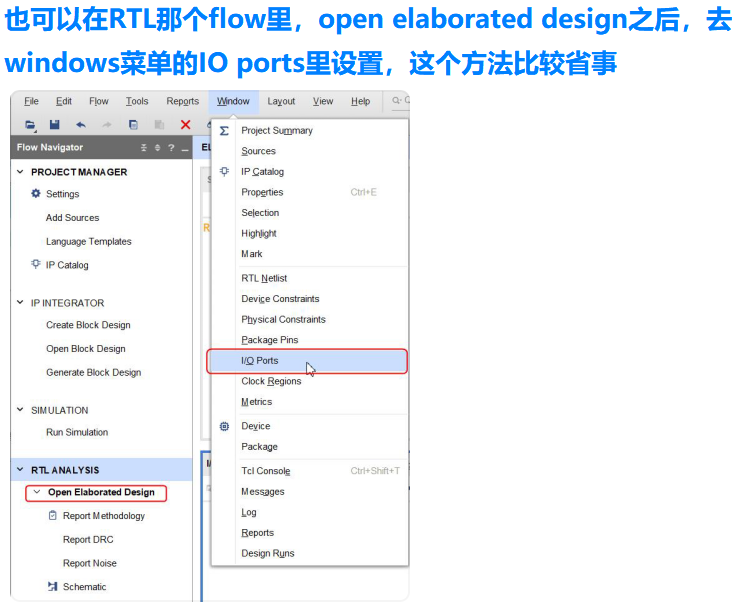 也可以在RTL那个flow里，open elaborated design之后，去
windows菜单的IO ports里设置，这个方法比较省事
File Edit Flow Tools Reports Window Layout View Help
Flow Navigator
PROJECT MANAGER
Settings
Add Sources
Language Templates
IP Catalog
IP INTEGRATOR
Create Block Design
Open Block Design
Generate Block Design
SIMULATION
Run Simulation
RTL ANALYSIS
Open Elaborated Design
Report Methodology
Report DRC
Report Noise
Schematic
Project Summary
Sources
IP Catalog
Properties Ctrl+E
Selection
Highlight
Mark
RTL Netlist
Device Constraints
Physical Constraints
Package Pins
I/O Ports
Clock Regions
Metrics
Device
Package
Tcl Console Ctrl+Shift+T
Messages
Log
Reports
Design Runs